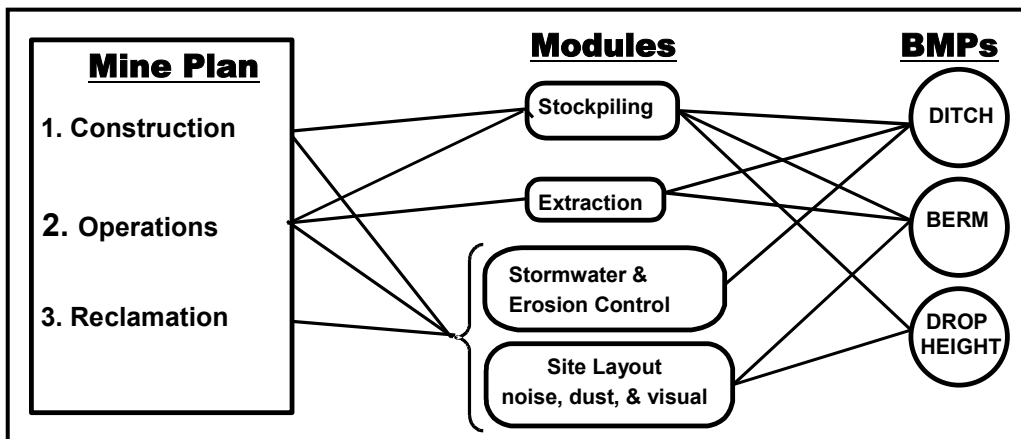 Mine Plan
1. Construction
2. Operations
3. Reclamation
Modules
Stockpiling
Extraction
Stormwater &
Erosion Control
Site Layout
noise, dust, & visual
BMPs
DITCH
BERM
DROP
HEIGHT